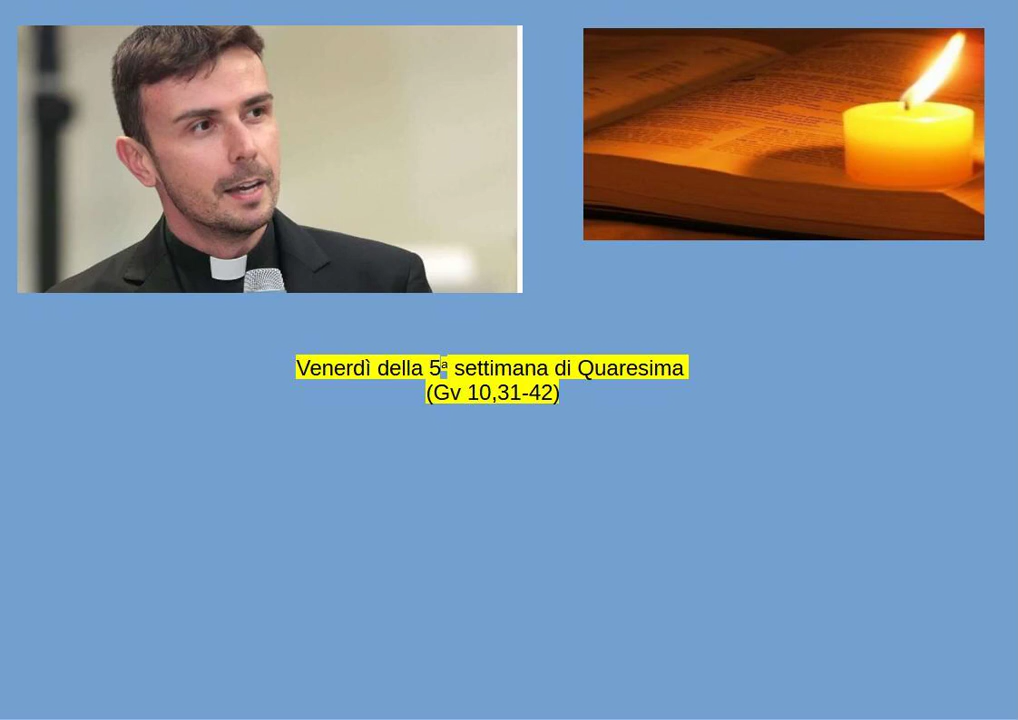 Venerdì della 5ª settimana di Quaresima
(Gv 10,31-42)